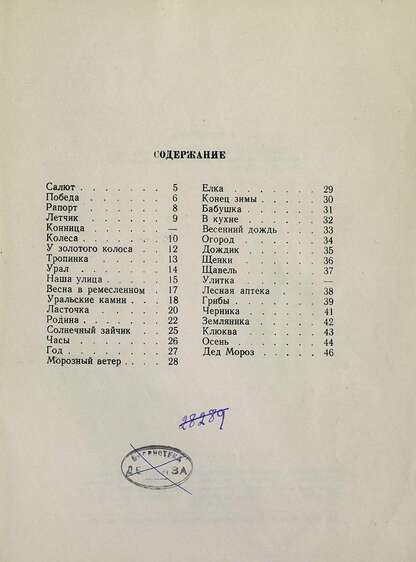 СОДЕРЖАНИЕ
Салют . . . . . . . 5
Победа . . . . . . . 6
Рапорт . . . . . . . 8
Летчик . . . . . . . 9
Конница . . . . . . —
Колеса . . . . . . . 10
У золотого колоса . . 12
Тропинка . . . . . . 13
Урал . . . . . . . . 14
Наша улица . . . . . 15
Весна в ремесленном . 17
Уральские камни . . . 18
Ласточка . . . . . . 20
Родина . . . . . . . 22
Солнечный зайчик . . 25
Часы . . . . . . . . 26
Год . . . . . . . . 27
Морозный ветер . . . 28
Елка . . . . . . . . 29
Конец зимы . . . . . 30
Бабушка . . . . . . 31
В кухне . . . . . . 32
Весенний дождь . . . 33
Огород . . . . . . . 34
Дождик . . . . . . . 35
Щенки . . . . . . . 36
Щавель . . . . . . . 37
Улитка . . . . . . . —
Лесная аптека . . . 38
Грибы . . . . . . . 39
Черника . . . . . . 41
Земляника . . . . . 42
Клюква . . . . . . . 43
Осень . . . . . . . 44
Дед Мороз . . . . . 46
28289